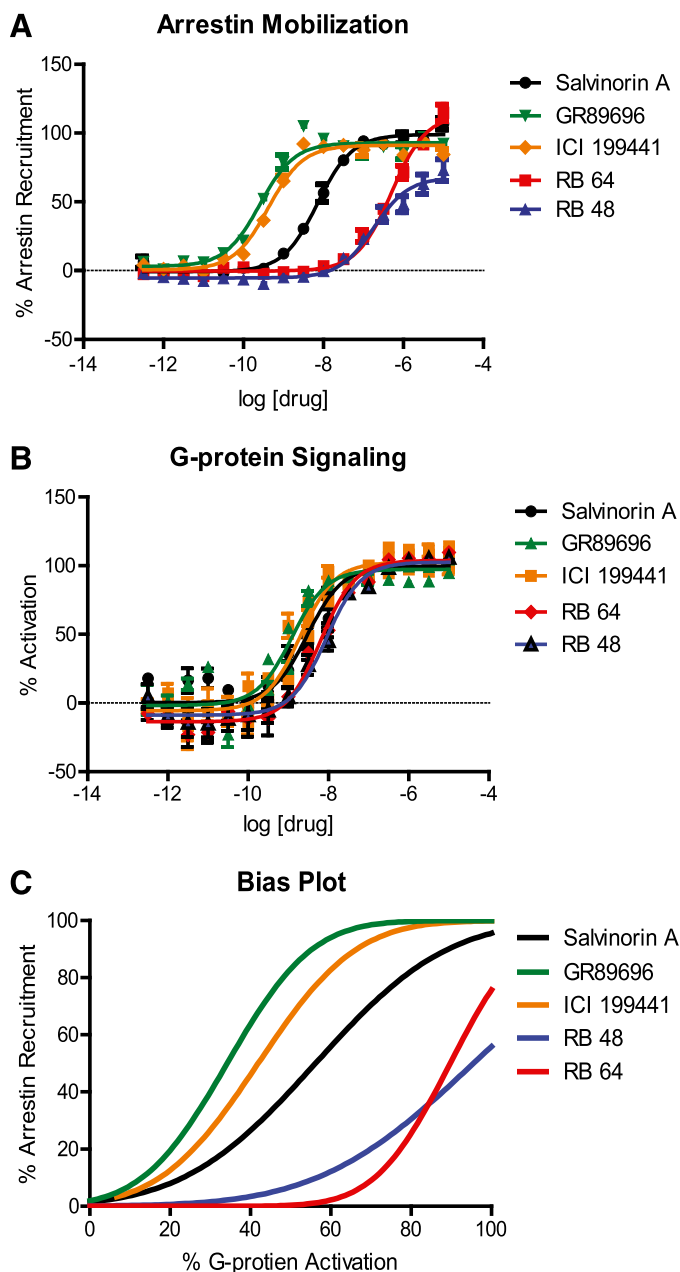 A
Arrestin Mobilization
150
100
50
0
-50
% Arrestin Recruitment
-14
-12
-10
-8
-6
-4
log [drug]
Salvinorin A
GR89696
ICI 199441
RB 64
RB 48
B
G-protein Signaling
150
100
50
0
-50
% Activation
-14
-12
-10
-8
-6
-4
log [drug]
Salvinorin A
GR89696
ICI 199441
RB 64
RB 48
C
Bias Plot
100
80
60
40
20
0
% Arrestin Recruitment
0
20
40
60
80
100
% G-protien Activation
Salvinorin A
GR89696
ICI 199441
RB 48
RB 64